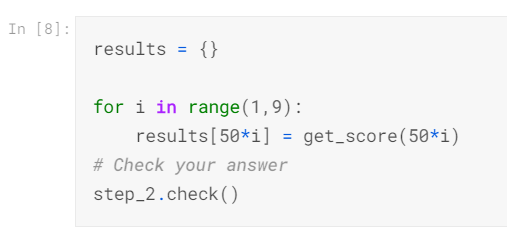 In [8]:
results = {}
for i in range(1,9):
    results[50*i] = get_score(50*i)
# Check your answer
step_2.check()